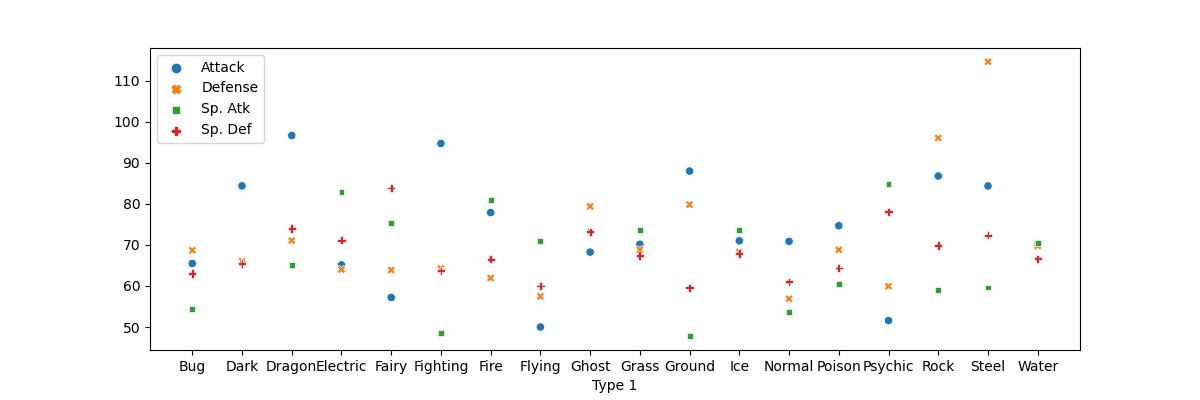 Attack
Defense
Sp. Atk
Sp. Def
110
100
90
80
70
60
50
Bug Dark Dragon Electric Fairy Fighting Fire Flying Ghost Grass Ground Ice Normal Poison Psychic Rock Steel Water
Type 1